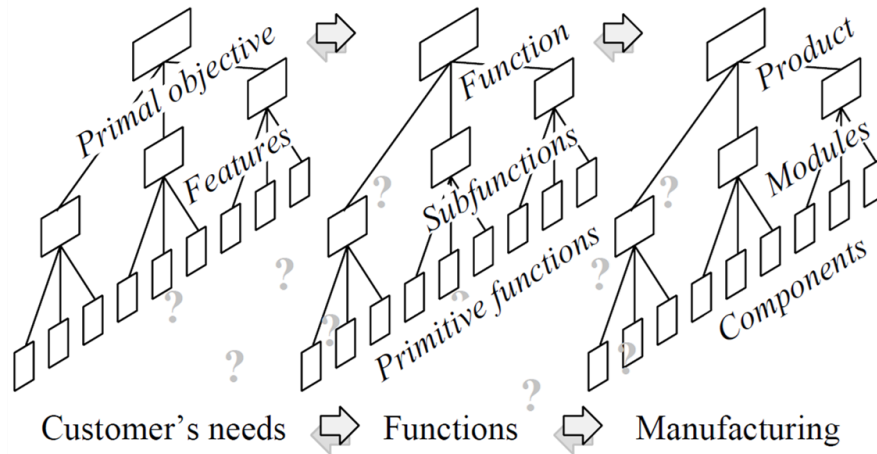 Primal objective
Features
Function
Subfunctions
Primitive functions
Product
Modules
Components
?
?
?
?
?
?
?
?
?
?
Customer's needs
Functions
Manufacturing